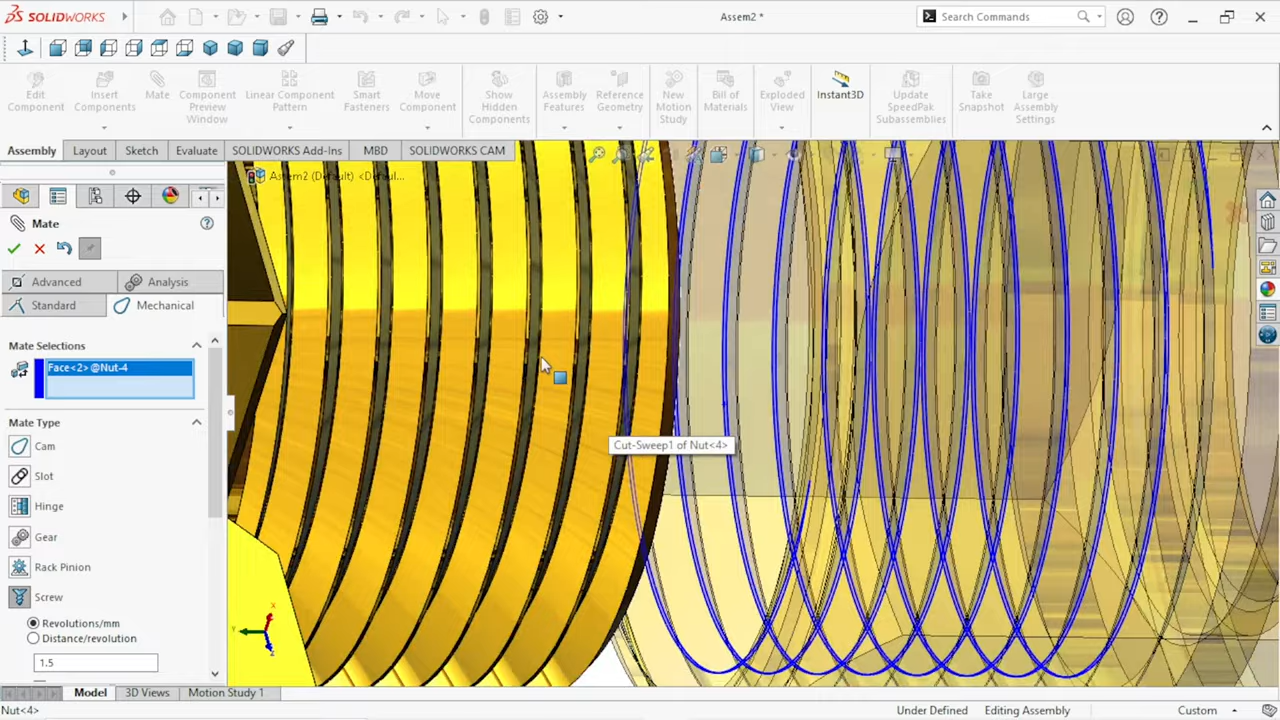 SOLIDWORKS
Assem2 *
Search Commands
Edit Component
Insert Components
Mate
Component Preview Window
Linear Component Pattern
Smart Fasteners
Move Component
Show Hidden Components
Assembly Features
Reference Geometry
New Motion Study
Bill of Materials
Exploded View
Instant3D
Update SpeedPak Subassemblies
Take Snapshot
Large Assembly Settings
Assembly
Layout
Sketch
Evaluate
SOLIDWORKS Add-Ins
MBD
SOLIDWORKS CAM
Assem2 (Default) <Defaul...
Mate
Advanced
Analysis
Standard
Mechanical
Mate Selections
Face<2>@Nut-4
Mate Type
Cam
Slot
Hinge
Gear
Rack Pinion
Screw
Revolutions/mm
Distance/revolution
1.5
Cut-Sweep1 of Nut<4>
X
Y
Z
Model
3D Views
Motion Study 1
Nut<4>
Under Defined
Editing Assembly
Custom